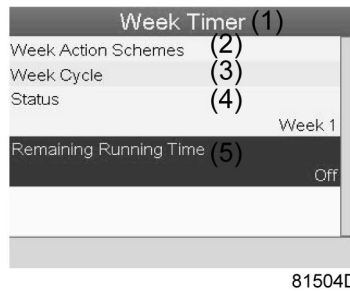 Week Timer (1)
Week Action Schemes (2)
Week Cycle (3)
Status (4)
Week 1
Remaining Running Time (5)
Off
81504D